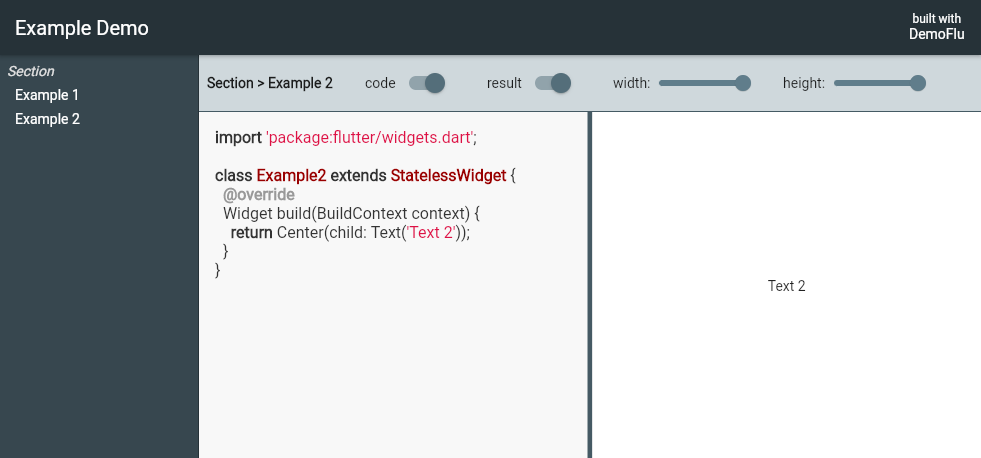 Example Demo
built with
DemoFlu
Section
Example 1
Example 2
Section > Example 2
code
result
width:
height:
import 'package:flutter/widgets.dart';
class Example2 extends StatelessWidget {
@override
Widget build(BuildContext context) {
return Center(child: Text('Text 2'));
}
}
Text 2